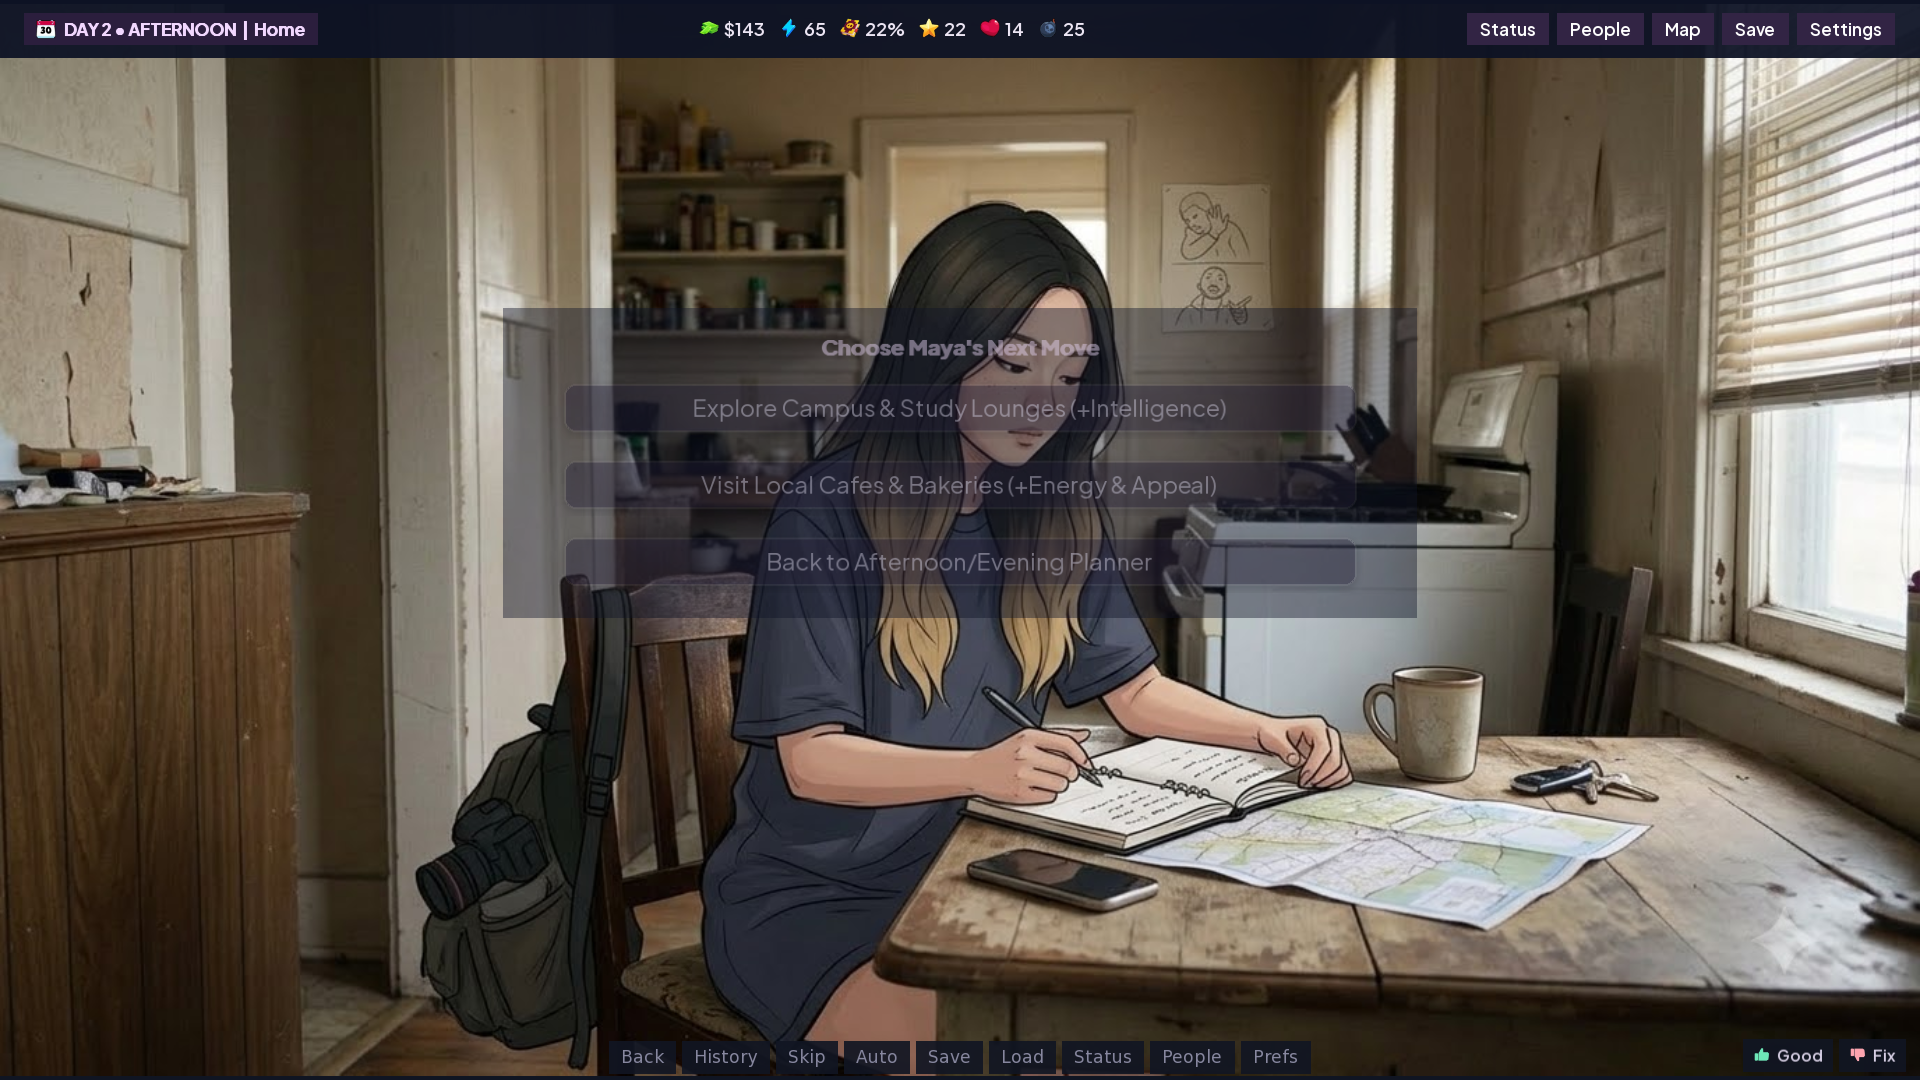 DAY 2 • AFTERNOON | Home
$143
65
22%
22
14
25
Status
People
Map
Save
Settings
Choose Maya's Next Move
Explore Campus & Study Lounges (+Intelligence)
Visit Local Cafes & Bakeries (+Energy & Appeal)
Back to Afternoon/Evening Planner
Back
History
Skip
Auto
Save
Load
Status
People
Prefs
Good
Fix